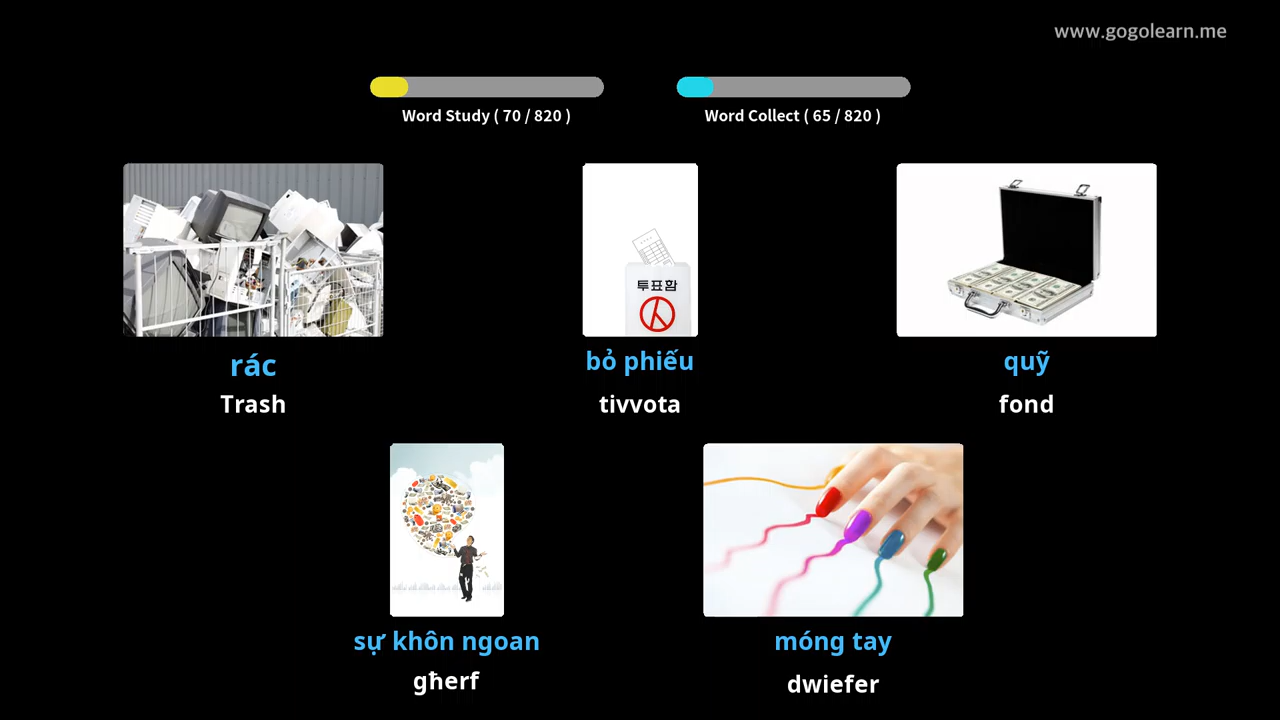 www.gogolearn.me
Word Study ( 70 / 820 )
Word Collect ( 65 / 820 )
투표함
rác
bỏ phiếu
quỹ
Trash
tivvota
fond
sự khôn ngoan
móng tay
għerf
dwiefer